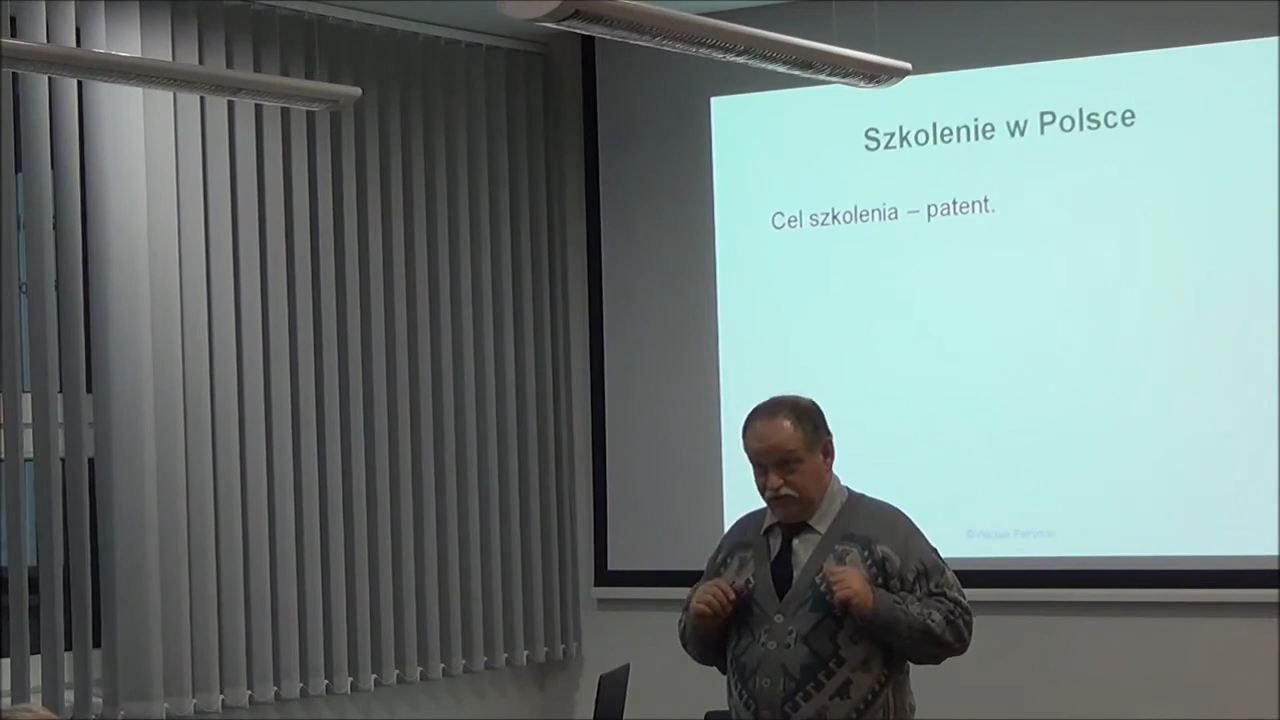 Szkolenie w Polsce
Cel szkolenia – patent.